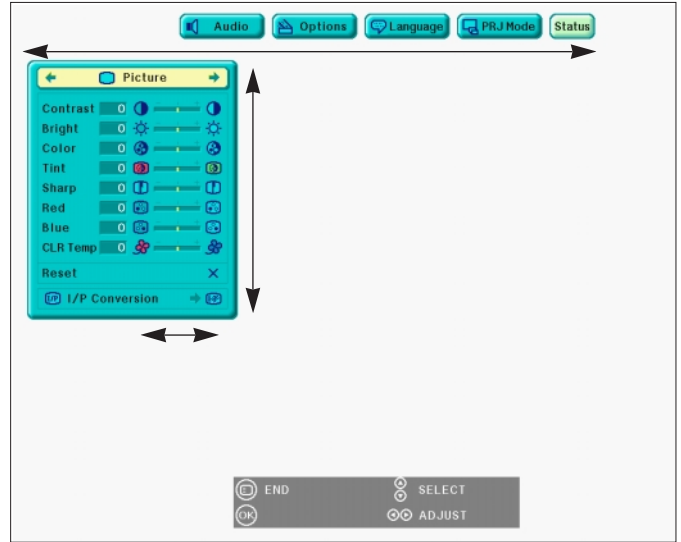 Audio Options Language PRJ Mode Status
Picture
Contrast 0
Bright 0
Color 0
Tint 0
Sharp 0
Red 0
Blue 0
CLR Temp 0
Reset
I/P I/P Conversion I/P
END SELECT
OK ADJUST